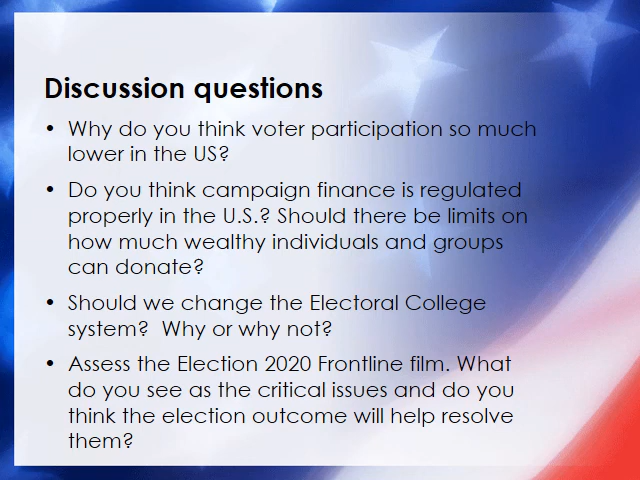 Discussion questions
• Why do you think voter participation so much
lower in the US?
• Do you think campaign finance is regulated
properly in the U.S.? Should there be limits on
how much wealthy individuals and groups
can donate?
• Should we change the Electoral College
system?  Why or why not?
• Assess the Election 2020 Frontline film. What
do you see as the critical issues and do you
think the election outcome will help resolve
them?